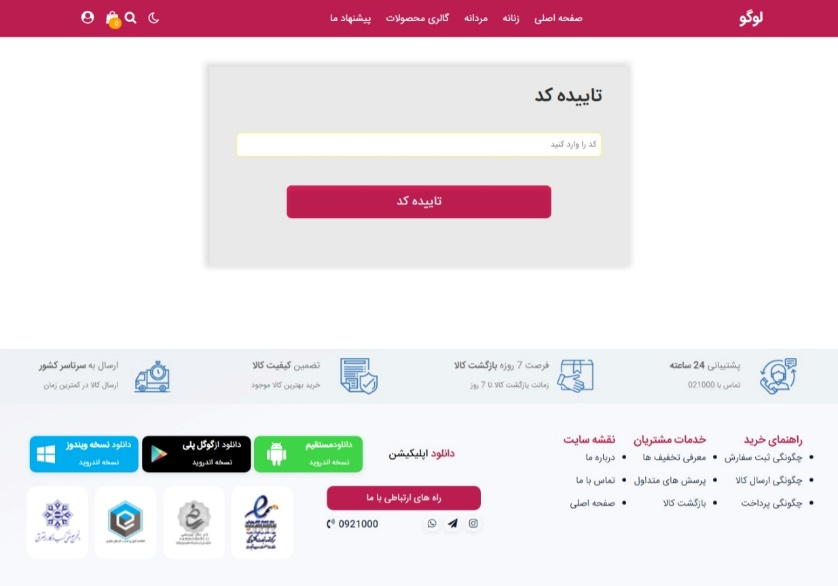 لوگو
صفحه اصلی
زنانه
مردانه
گالری محصولات
پیشنهاد ما
تاییده کد
کد را وارد کنید
تاییده کد
پشتیبانی 24 ساعته
تماس با 021000
فرصت 7 روزه بازگشت کالا
زمانت بازگشت کالا تا 7 روز
تضمین کیفیت کالا
خرید بهترین کالا موجود
ارسال به سرتاسر کشور
ارسال کالا در کمترین زمان
راهنمای خرید
چگونگی ثبت سفارش
چگونگی ارسال کالا
چگونگی پرداخت
خدمات مشتریان
معرفی تخفیف ها
پرسش های متداول
بازگشت کالا
نقشه سایت
درباره ما
تماس با ما
صفحه اصلی
دانلود اپلیکیشن
دانلودمستقیم
نسخه اندروید
دانلود ازگوگل پلی
نسخه اندروید
دانلود نسخه ویندوز
نسخه اندروید
راه های ارتباطی با ما
0921000